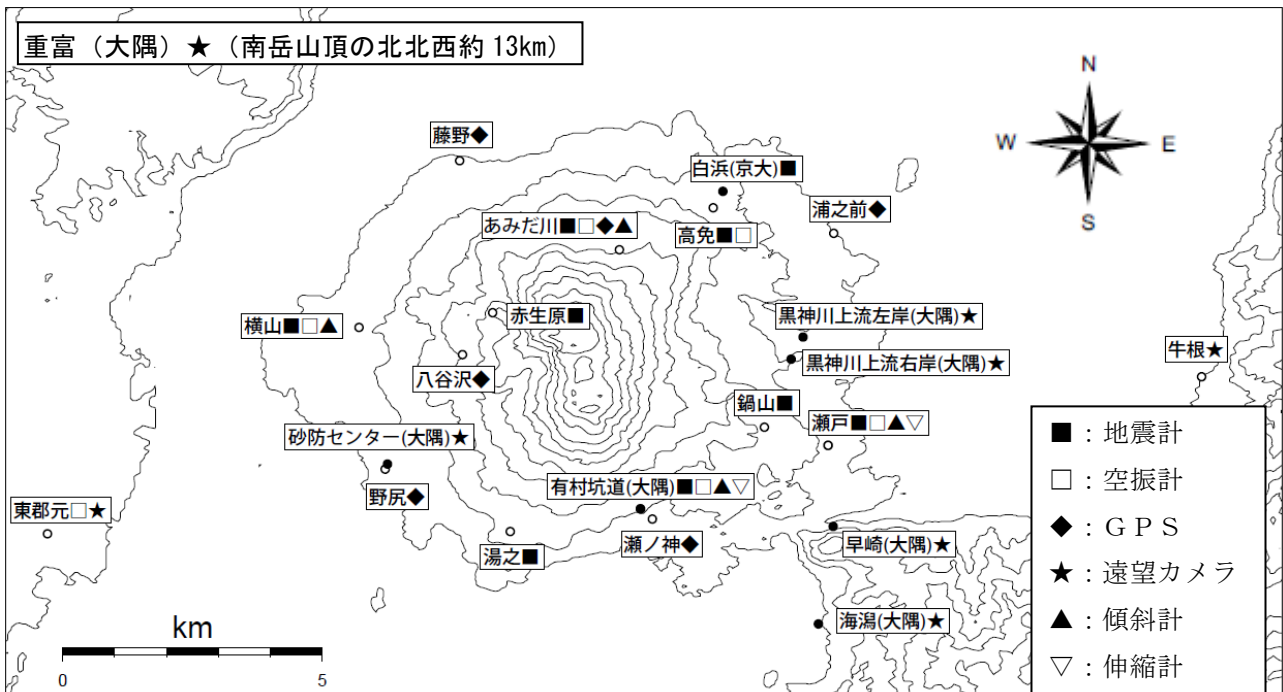 重富（大隅）★（南岳山頂の北北西約 13km）
N
W
E
S
藤野◆
白浜(京大)■
浦之前◆
あみだ川■□◆▲
高免■□
横山■□▲
赤生原■
黒神川上流左岸(大隅)★
黒神川上流右岸(大隅)★
牛根★
八谷沢◆
鍋山■
瀬戸■□▲▽
砂防センター(大隅)★
野尻◆
有村坑道(大隅)■□▲▽
東郡元□★
湯之■
瀬ノ神◆
早崎(大隅)★
海潟(大隅)★
■：地震計
□：空振計
◆：ＧＰＳ
★：遠望カメラ
▲：傾斜計
▽：伸縮計
km
0 5